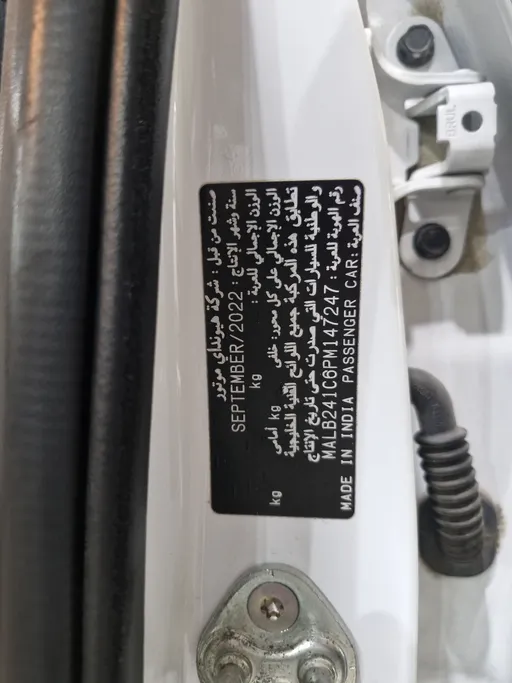 صنعت من قبل : شركة هيونداي موتور
سنة وشهر الإنتاج : SEPTEMBER/2022
الوزن الإجمالي للعربة : kg
الوزن الإجمالي على كل محور: خلفي kg أمامي kg
تطابق هذه المركبة جميع اللوائح الفنية الخليجية
والوطنية للسيارات التي صدرت حتى تاريخ الإنتاج
رقم الهوية للعربة : MALB241C6PM147247
صنف العربة : MADE IN INDIA PASSENGER CAR